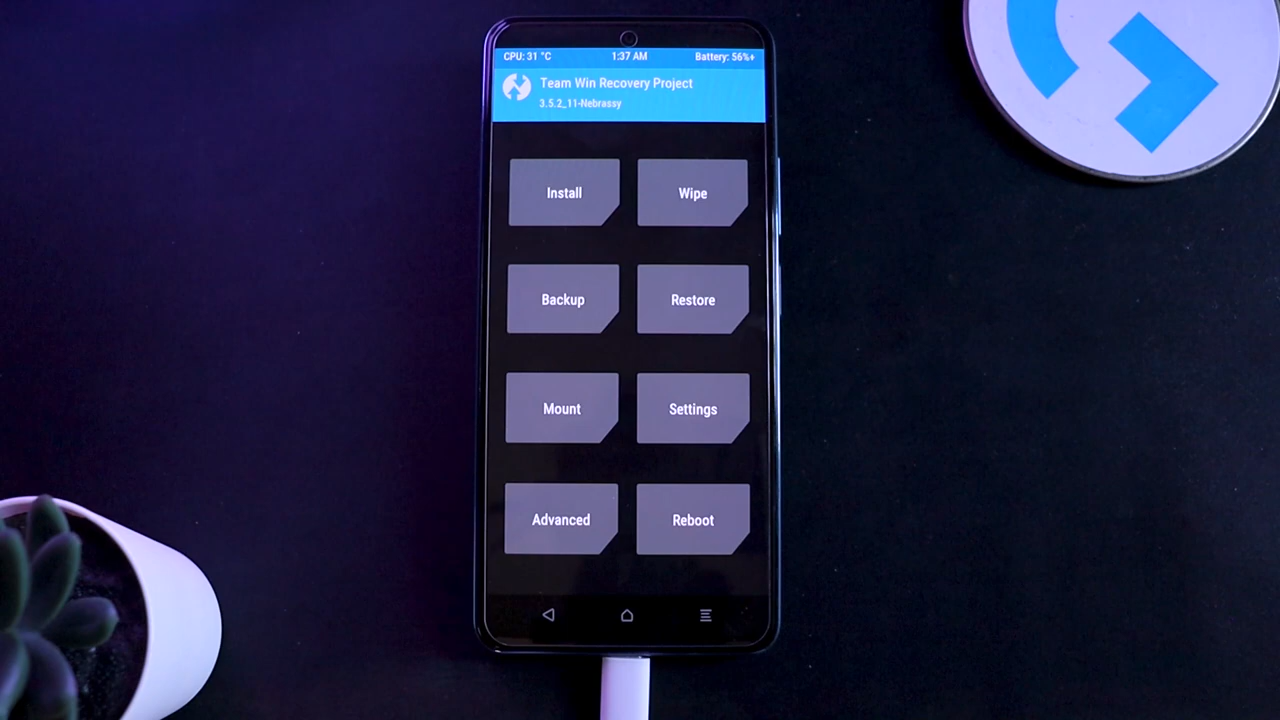 CPU: 31 °C 1:37 AM Battery: 56%+
Team Win Recovery Project
3.5.2_11-Nebrassy
Install Wipe
Backup Restore
Mount Settings
Advanced Reboot